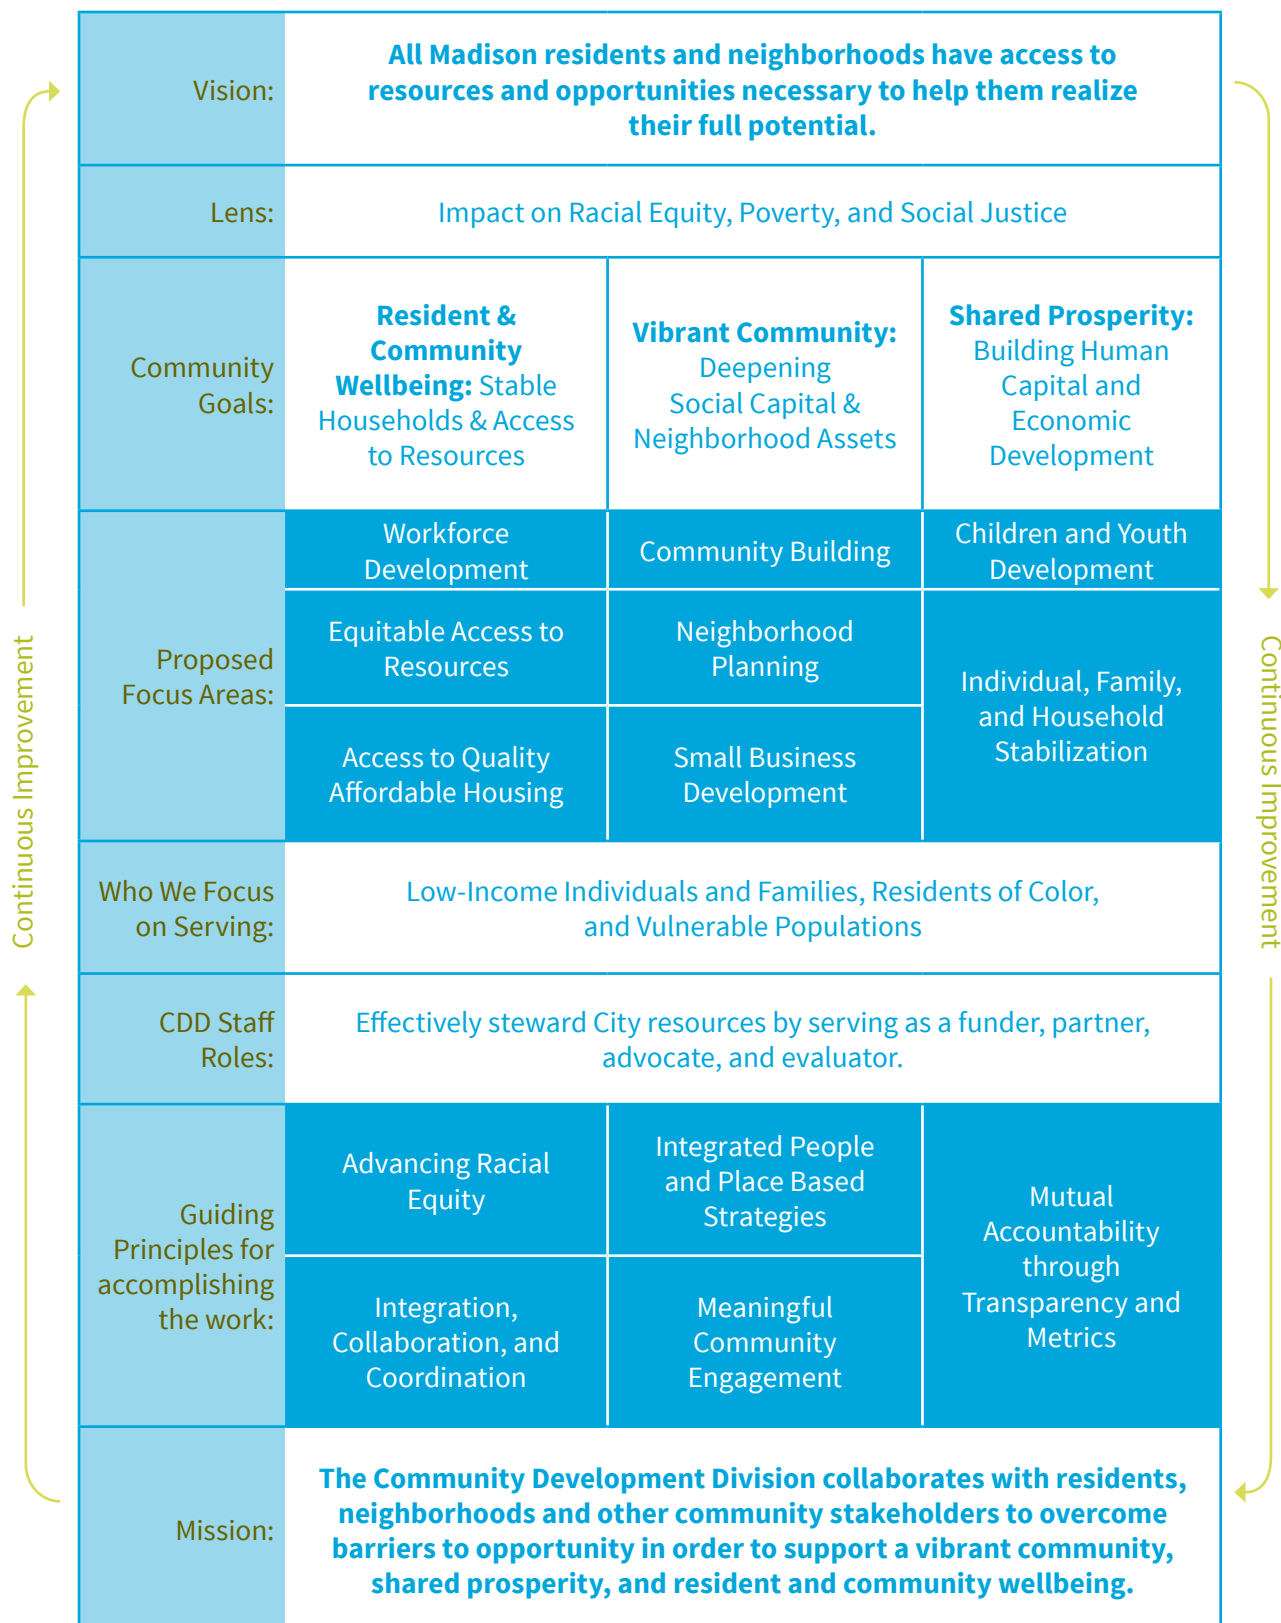 Vision:
All Madison residents and neighborhoods have access to
resources and opportunities necessary to help them realize
their full potential.
Lens:
Impact on Racial Equity, Poverty, and Social Justice
Community
Goals:
Resident &
Community
Wellbeing: Stable
Households & Access
to Resources
Vibrant Community:
Deepening
Social Capital &
Neighborhood Assets
Shared Prosperity:
Building Human
Capital and
Economic
Development
Proposed
Focus Areas:
Workforce
Development
Community Building
Children and Youth
Development
Equitable Access to
Resources
Neighborhood
Planning
Individual, Family,
and Household
Stabilization
Access to Quality
Affordable Housing
Small Business
Development
Who We Focus
on Serving:
Low-Income Individuals and Families, Residents of Color,
and Vulnerable Populations
CDD Staff
Roles:
Effectively steward City resources by serving as a funder, partner,
advocate, and evaluator.
Guiding
Principles for
accomplishing
the work:
Advancing Racial
Equity
Integrated People
and Place Based
Strategies
Mutual
Accountability
through
Transparency and
Metrics
Integration,
Collaboration, and
Coordination
Meaningful
Community
Engagement
Mission:
The Community Development Division collaborates with residents,
neighborhoods and other community stakeholders to overcome
barriers to opportunity in order to support a vibrant community,
shared prosperity, and resident and community wellbeing.
Continuous Improvement
Continuous Improvement